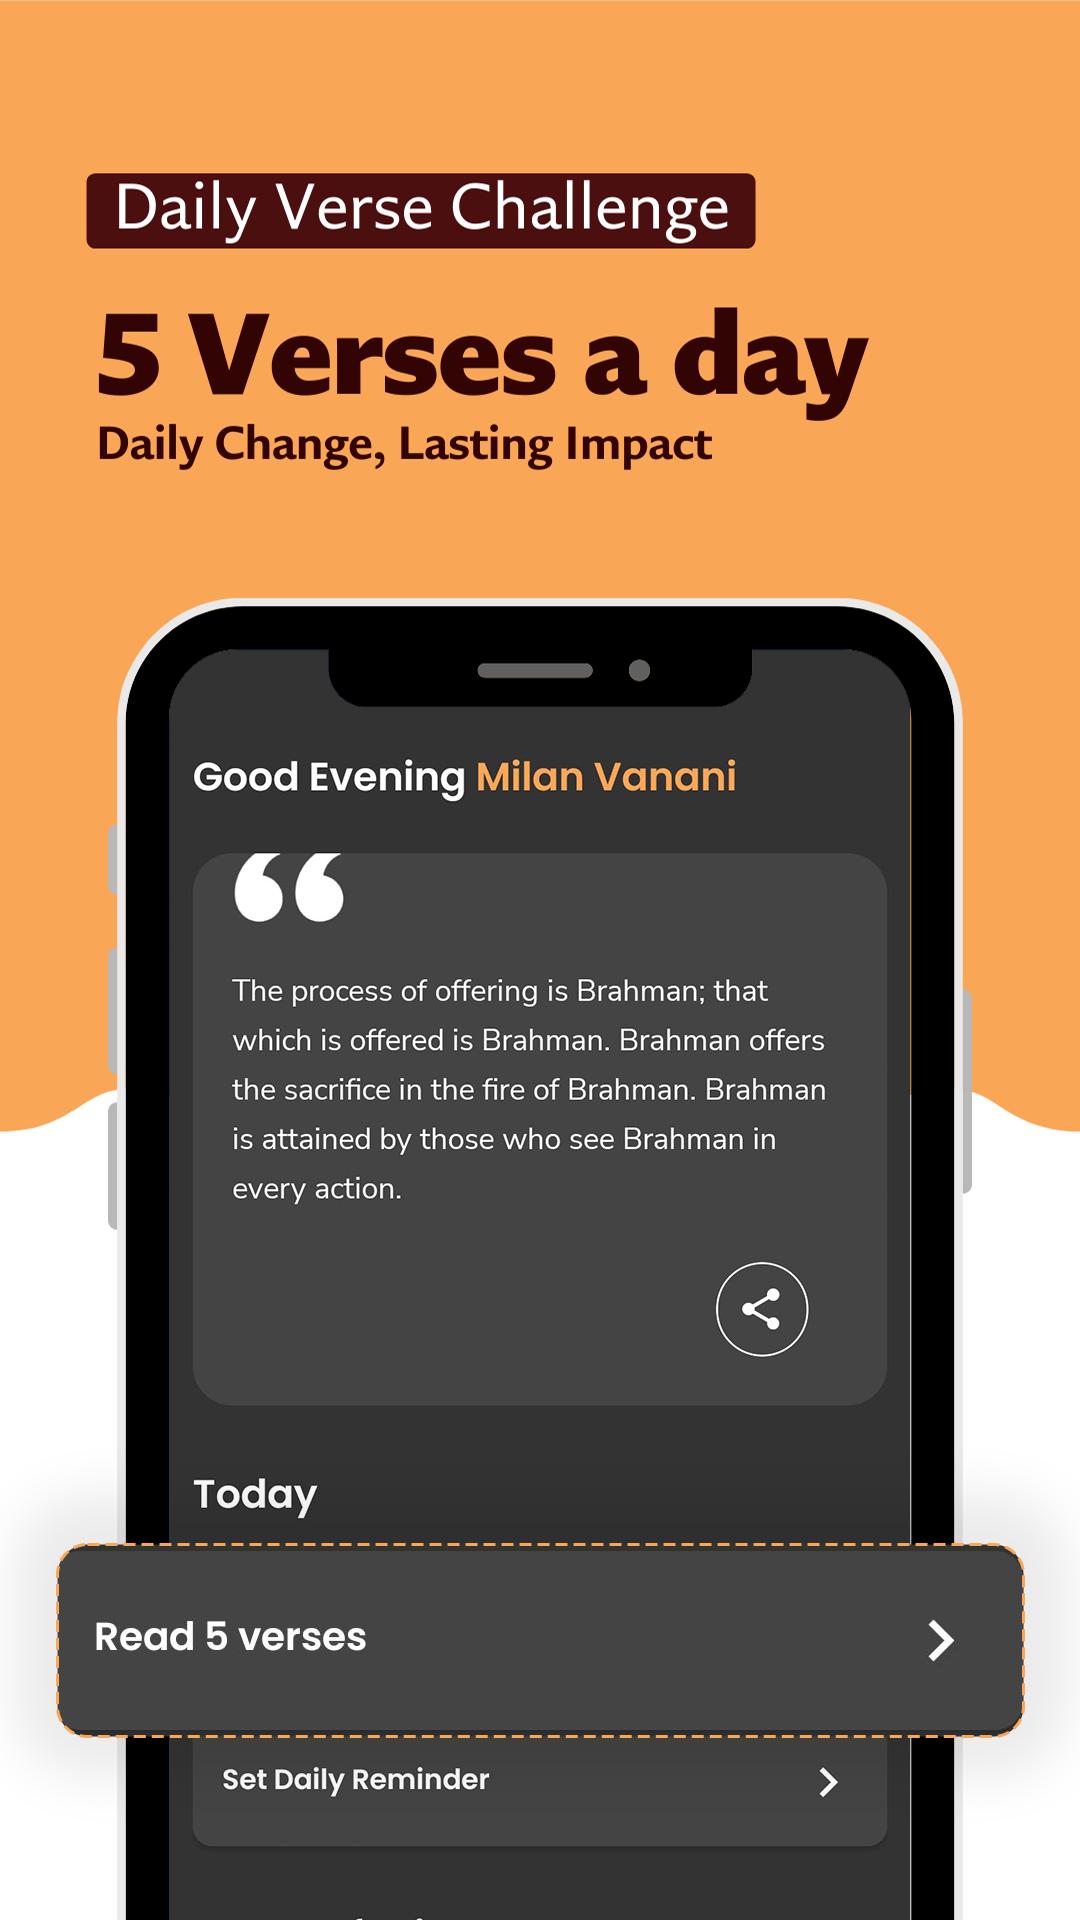 Daily Verse Challenge
5 Verses a day
Daily Change, Lasting Impact
Good Evening Milan Vanani
“
The process of offering is Brahman; that
which is offered is Brahman. Brahman offers
the sacrifice in the fire of Brahman. Brahman
is attained by those who see Brahman in
every action.
Today
Read 5 verses
Set Daily Reminder